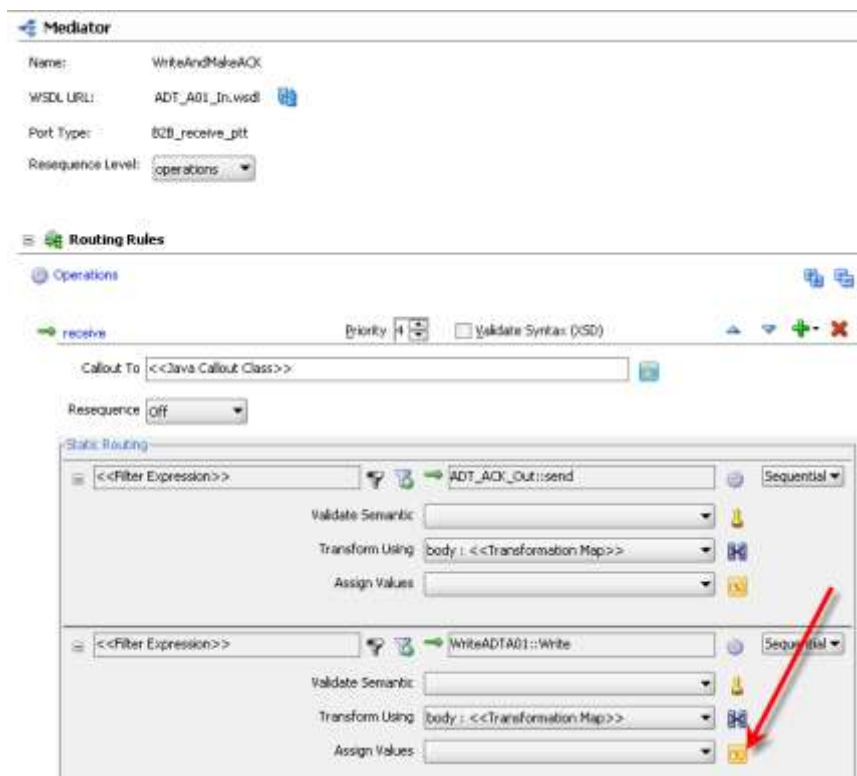 Mediator
Name: WriteAndMakeACK
WSDL URL: ADT_A01_In.wsdl
Port Type: B2B_receive_ptt
Resequence Level: operations
Routing Rules
Operations
receive Priority 4 Validate Syntax (XSD)
Callout To <<Java Callout Class>>
Resequence Off
Static Routing
<<Filter Expression>> ADT_ACK_Out::send Sequential
Validate Semantic
Transform Using body : <<Transformation Map>>
Assign Values
<<Filter Expression>> WriteADTA01::Write Sequential
Validate Semantic
Transform Using body : <<Transformation Map>>
Assign Values